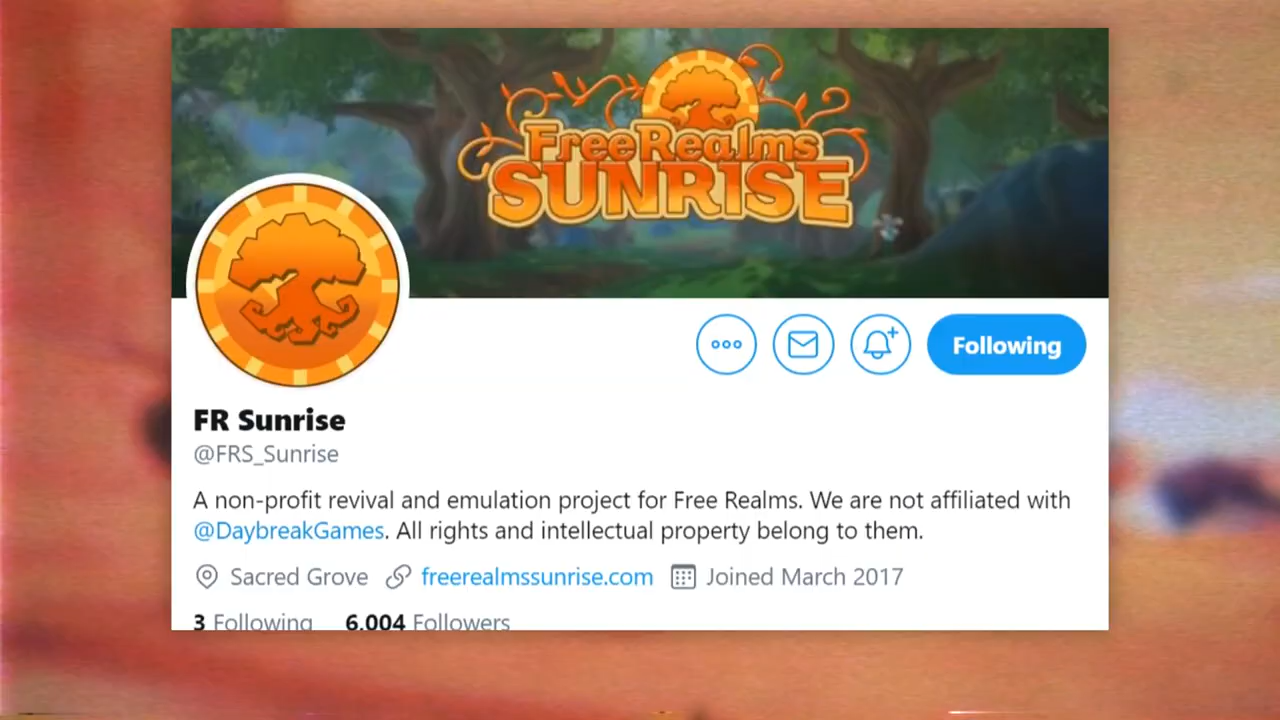 FreeRealms
SUNRISE
Following
FR Sunrise
@FRS_Sunrise
A non-profit revival and emulation project for Free Realms. We are not affiliated with
@DaybreakGames. All rights and intellectual property belong to them.
Sacred Grove freerealmssunrise.com Joined March 2017
3 Following 6,004 Followers